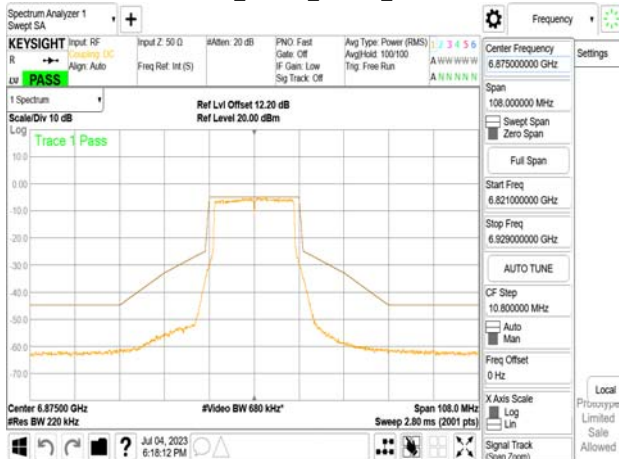 Spectrum Analyzer 1
Swept SA
+
Frequency
KEYSIGHT
R
LXI
PASS
Input: RF
Coupling: DC
Align: Auto
Input Z: 50 Ω
Freq Ref: Int (S)
#Atten: 20 dB
PNO: Fast
Gate: Off
IF Gain: Low
Sig Track: Off
Avg Type: Power (RMS)
Avg|Hold: 100/100
Trig: Free Run
1 2 3 4 5 6
A W W W W W
A N N N N N
1 Spectrum
Scale/Div 10 dB
Ref Lvl Offset 12.20 dB
Ref Level 20.00 dBm
Log
Trace 1 Pass
10.0
0.00
-10.0
-20.0
-30.0
-40.0
-50.0
-60.0
-70.0
Center 6.87500 GHz
#Res BW 220 kHz
#Video BW 680 kHz*
Span 108.0 MHz
Sweep 2.80 ms (2001 pts)
Jul 04, 2023
6:18:12 PM
Center Frequency
6.875000000 GHz
Settings
Span
108.000000 MHz
Swept Span
Zero Span
Full Span
Start Freq
6.821000000 GHz
Stop Freq
6.929000000 GHz
AUTO TUNE
CF Step
10.800000 MHz
Auto
Man
Freq Offset
0 Hz
X Axis Scale
Log
Lin
Signal Track
(Span Zoom)
Local
Prototype
Limited
Sale
Allowed